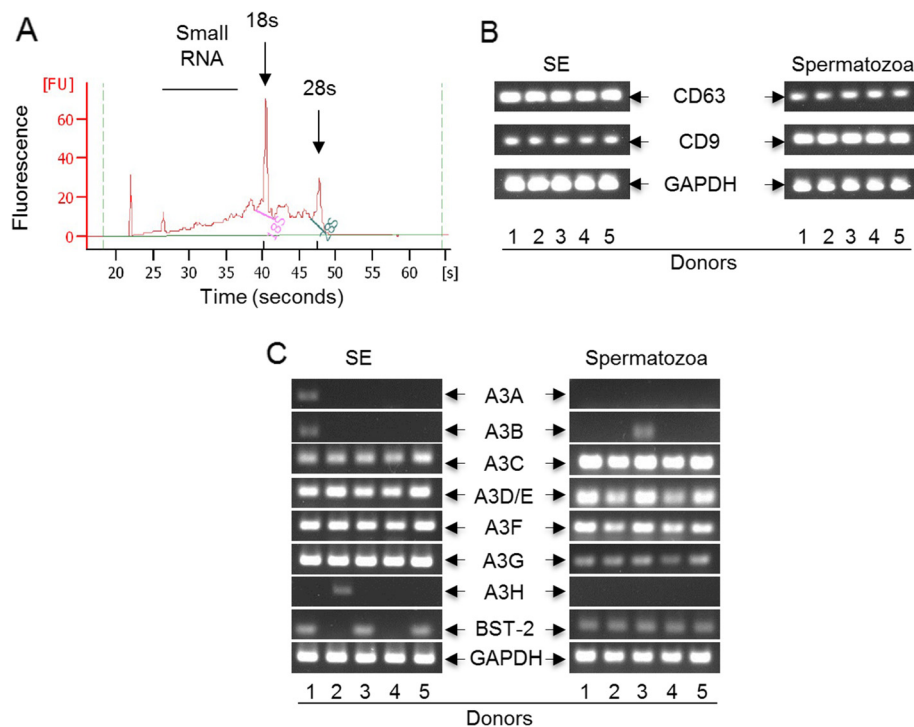 A
Small RNA
18s
28s
[FU]
60
40
20
0
Fluorescence
18S
28S
20 25 30 35 40 45 50 55 60 [s]
Time (seconds)
B
SE Spermatozoa
CD63
CD9
GAPDH
1 2 3 4 5 1 2 3 4 5
Donors
C
SE Spermatozoa
A3A
A3B
A3C
A3D/E
A3F
A3G
A3H
BST-2
GAPDH
1 2 3 4 5 1 2 3 4 5
Donors